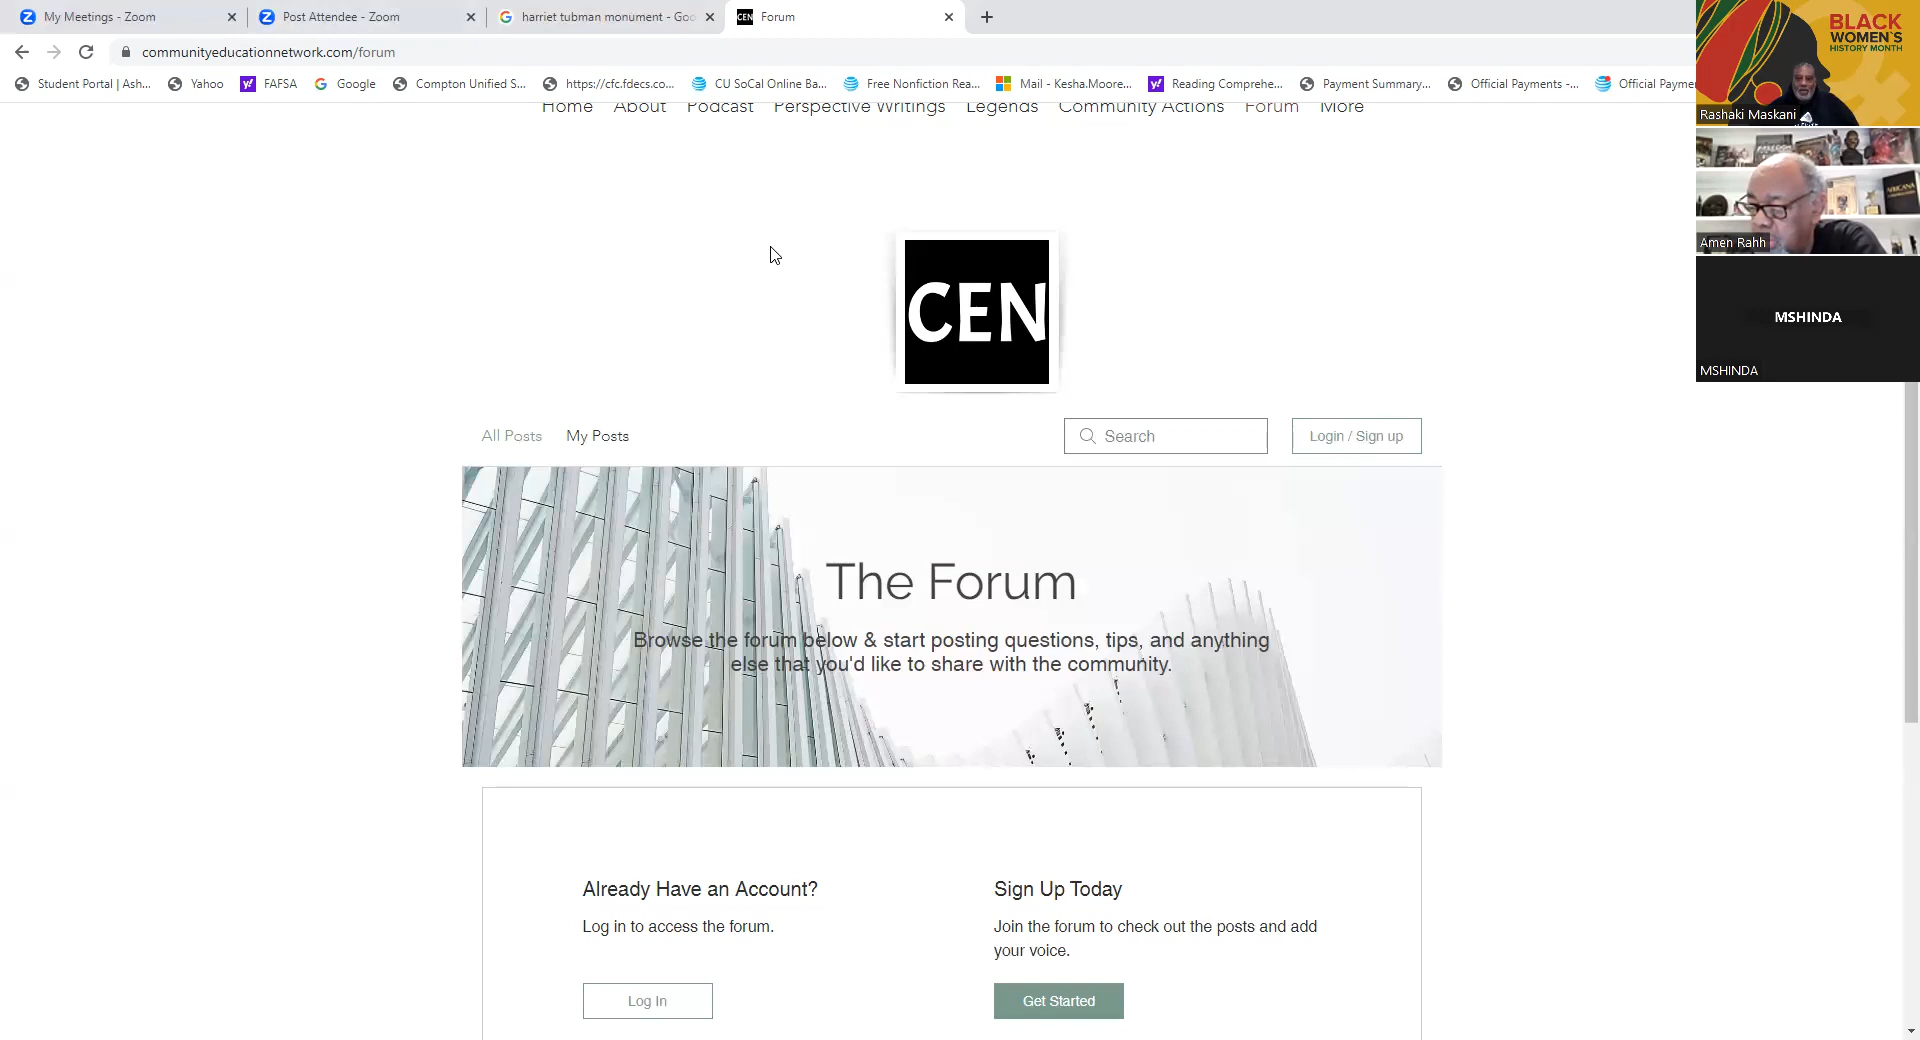 My Meetings - Zoom
Post Attendee - Zoom
harriet tubman monument - Goo
CEN
Forum
communityeducationnetwork.com/forum
Student Portal | Ash...
Yahoo
FAFSA
Google
Compton Unified S...
https://cfc.fdecs.co...
CU SoCal Online Ba...
Free Nonfiction Rea...
Mail - Kesha.Moore...
Reading Comprehe...
Payment Summary...
Official Payments -...
Official Paymen
Home
About
Podcast
Perspective Writings
Legends
Community Actions
Forum
More
BLACK
WOMEN'S
HISTORY MONTH
Rashaki Maskani
AFRICANA
Amen Rahh
MSHINDA
MSHINDA
CEN
All Posts
My Posts
Search
Login / Sign up
The Forum
Browse the forum below & start posting questions, tips, and anything
else that you'd like to share with the community.
Already Have an Account?
Log in to access the forum.
Log In
Sign Up Today
Join the forum to check out the posts and add
your voice.
Get Started